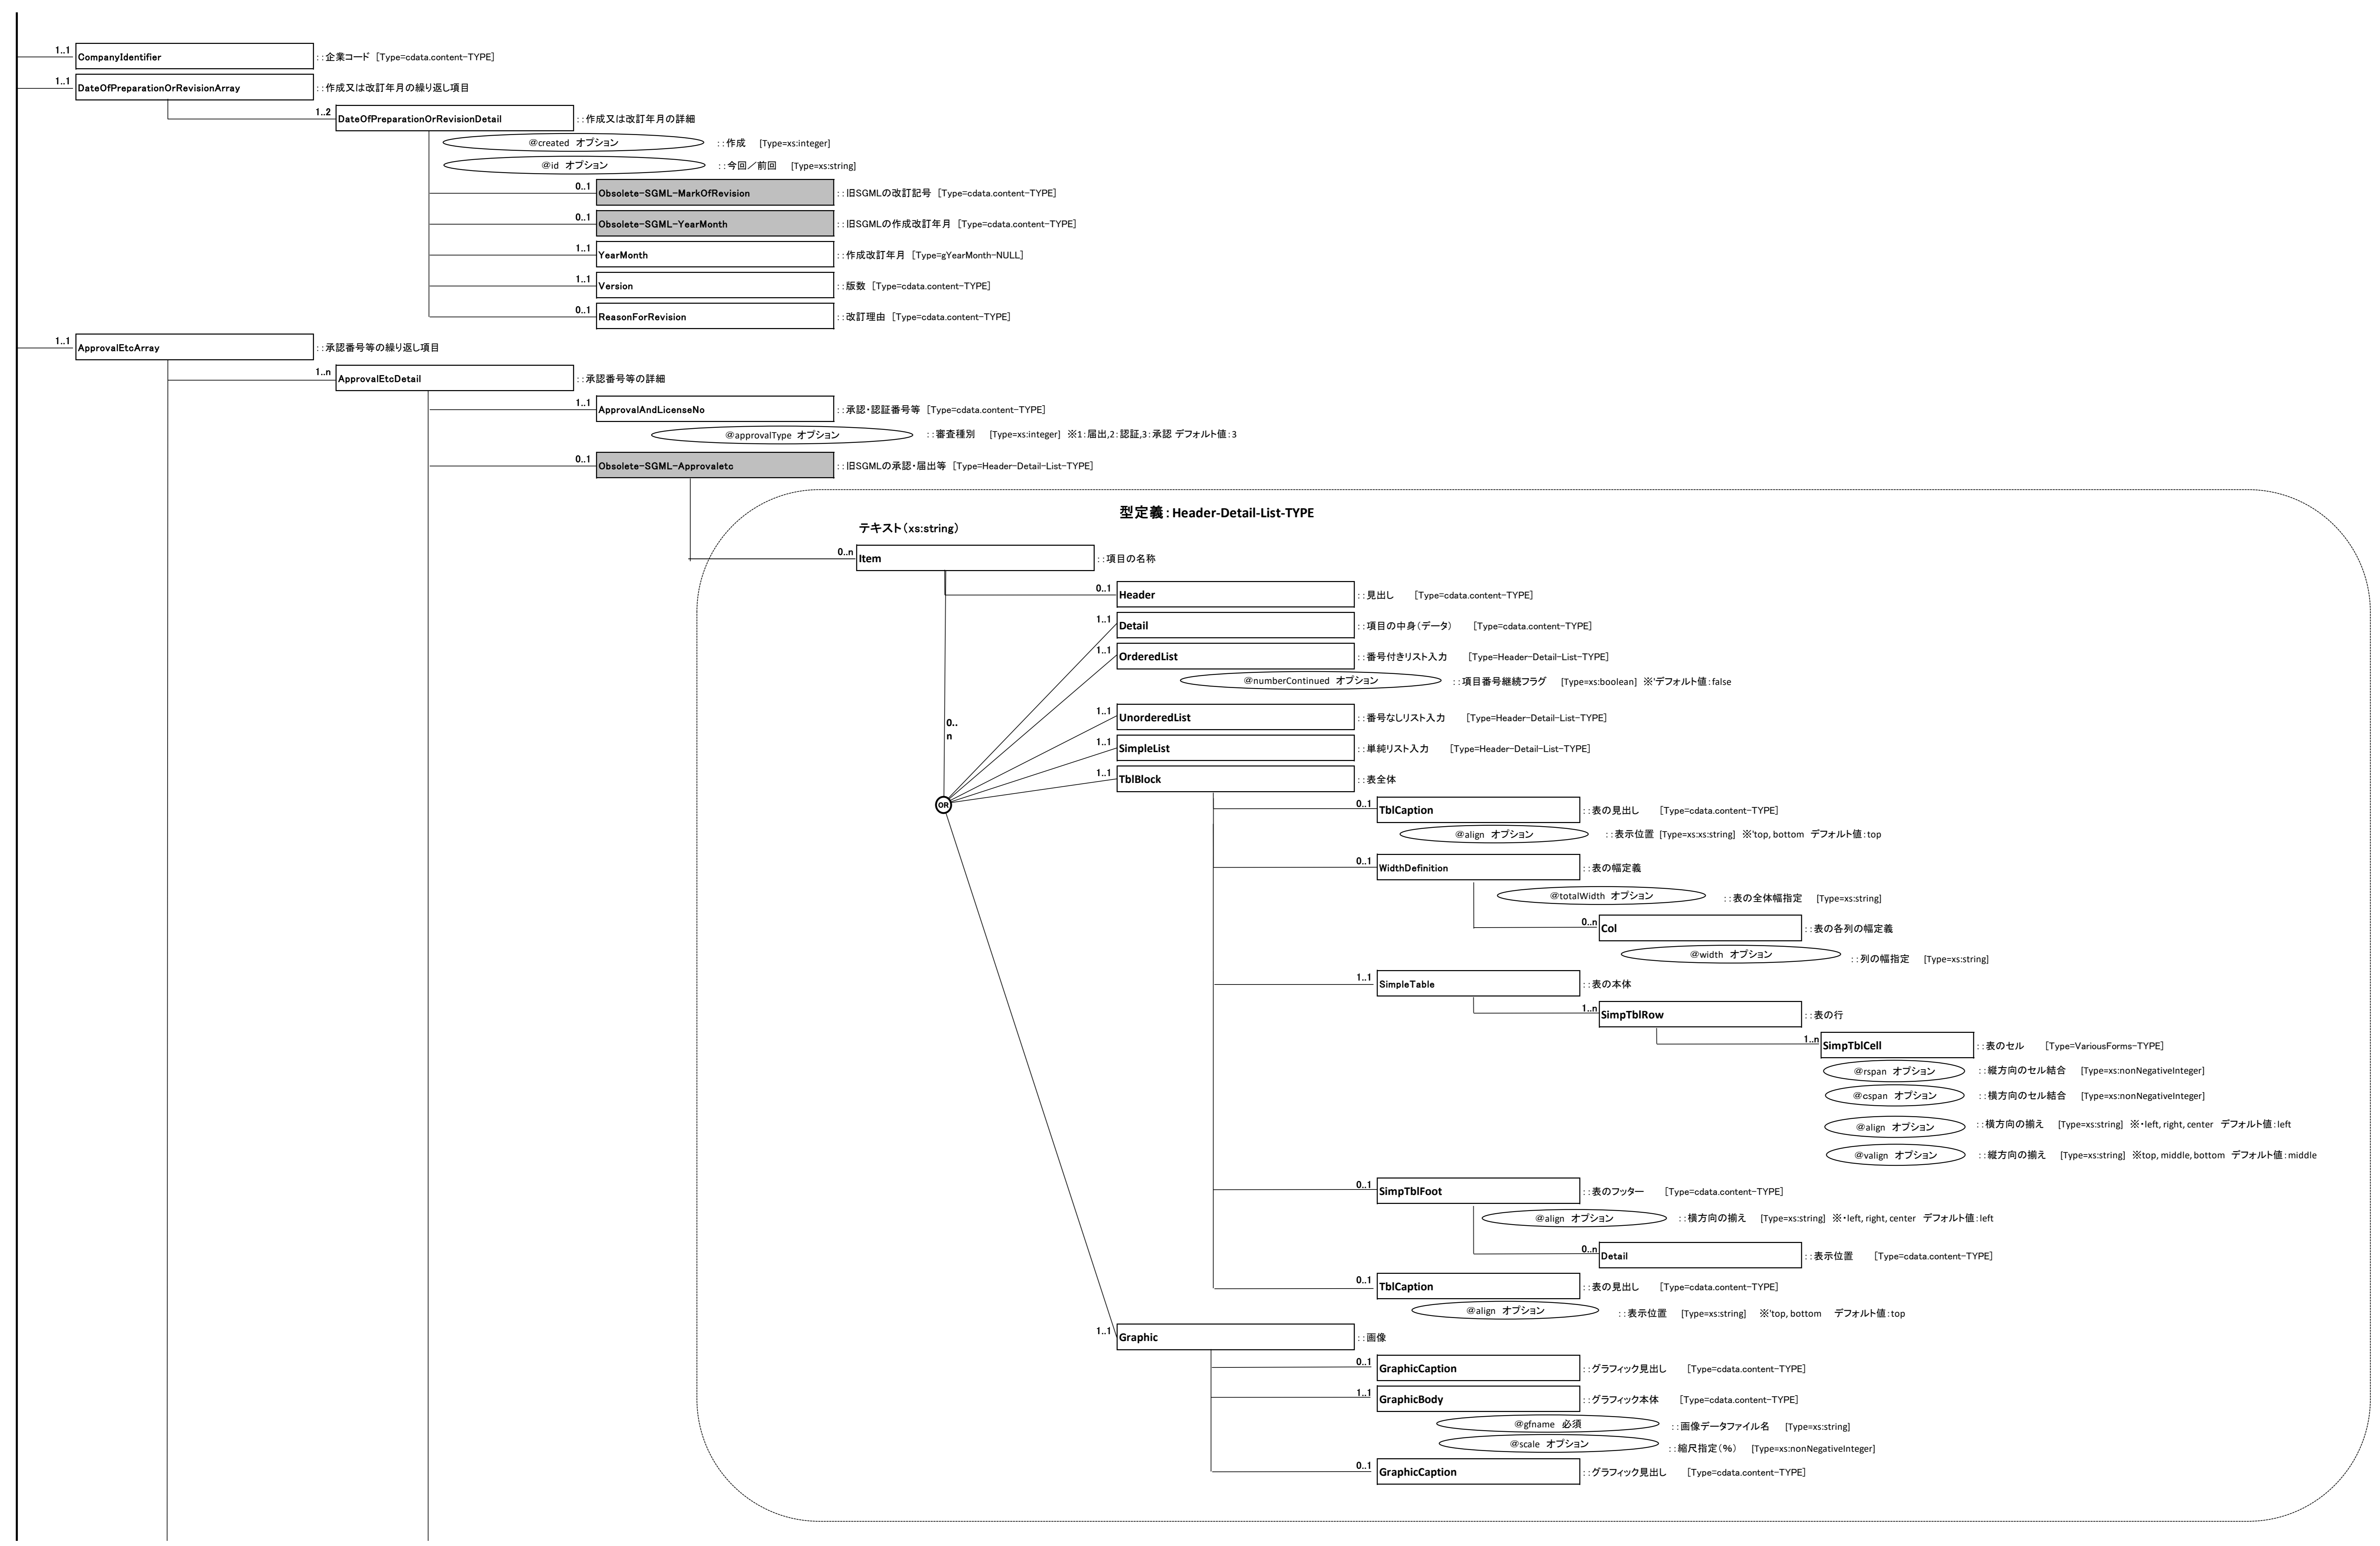 1..1 CompanyIdentifier ::企業コード [Type=cdata.content-TYPE]
1..1 DateOfPreparationOrRevisionArray ::作成又は改訂年月の繰り返し項目
1..2 DateOfPreparationOrRevisionDetail ::作成又は改訂年月の詳細
@created オプション ::作成 [Type=xs:integer]
@id オプション ::今回／前回 [Type=xs:string]
0..1 Obsolete-SGML-MarkOfRevision ::旧SGMLの改訂記号 [Type=cdata.content-TYPE]
0..1 Obsolete-SGML-YearMonth ::旧SGMLの作成改訂年月 [Type=cdata.content-TYPE]
1..1 YearMonth ::作成改訂年月 [Type=gYearMonth-NULL]
1..1 Version ::版数 [Type=cdata.content-TYPE]
0..1 ReasonForRevision ::改訂理由 [Type=cdata.content-TYPE]
1..1 ApprovalEtcArray ::承認番号等の繰り返し項目
1..n ApprovalEtcDetail ::承認番号等の詳細
1..1 ApprovalAndLicenseNo ::承認・認証番号等 [Type=cdata.content-TYPE]
@approvalType オプション ::審査種別 [Type=xs:integer] ※1：届出,2：認証,3：承認 デフォルト値：3
0..1 Obsolete-SGML-Approvaletc ::旧SGMLの承認・届出等 [Type=Header-Detail-List-TYPE]
型定義：Header-Detail-List-TYPE
テキスト（xs:string）
0..n Item ::項目の名称
0..1 Header ::見出し [Type=cdata.content-TYPE]
1..1 Detail ::項目の中身（データ） [Type=cdata.content-TYPE]
1..1 OrderedList ::番号付きリスト入力 [Type=Header-Detail-List-TYPE]
@numberContinued オプション ::項目番号継続フラグ [Type=xs:boolean] ※'デフォルト値：false
1..1 UnorderedList ::番号なしリスト入力 [Type=Header-Detail-List-TYPE]
0..
n
1..1 SimpleList ::単純リスト入力 [Type=Header-Detail-List-TYPE]
1..1 TblBlock ::表全体
OR
0..1 TblCaption ::表の見出し [Type=cdata.content-TYPE]
@align オプション ::表示位置 [Type=xs:xs:string] ※'top, bottom デフォルト値：top
0..1 WidthDefinition ::表の幅定義
@totalWidth オプション ::表の全体幅指定 [Type=xs:string]
0..n Col ::表の各列の幅定義
@width オプション ::列の幅指定 [Type=xs:string]
1..1 SimpleTable ::表の本体
1..n SimpTblRow ::表の行
1..n SimpTblCell ::表のセル [Type=VariousForms-TYPE]
@rspan オプション ::縦方向のセル結合 [Type=xs:nonNegativeInteger]
@cspan オプション ::横方向のセル結合 [Type=xs:nonNegativeInteger]
@align オプション ::横方向の揃え [Type=xs:string] ※・left, right, center デフォルト値：left
@valign オプション ::縦方向の揃え [Type=xs:string] ※top, middle, bottom デフォルト値：middle
0..1 SimpTblFoot ::表のフッター [Type=cdata.content-TYPE]
@align オプション ::横方向の揃え [Type=xs:string] ※・left, right, center デフォルト値：left
0..n Detail ::表示位置 [Type=cdata.content-TYPE]
0..1 TblCaption ::表の見出し [Type=cdata.content-TYPE]
@align オプション ::表示位置 [Type=xs:string] ※'top, bottom デフォルト値：top
1..1 Graphic ::画像
0..1 GraphicCaption ::グラフィック見出し [Type=cdata.content-TYPE]
1..1 GraphicBody ::グラフィック本体 [Type=cdata.content-TYPE]
@gfname 必須 ::画像データファイル名 [Type=xs:string]
@scale オプション ::縮尺指定（%） [Type=xs:nonNegativeInteger]
0..1 GraphicCaption ::グラフィック見出し [Type=cdata.content-TYPE]